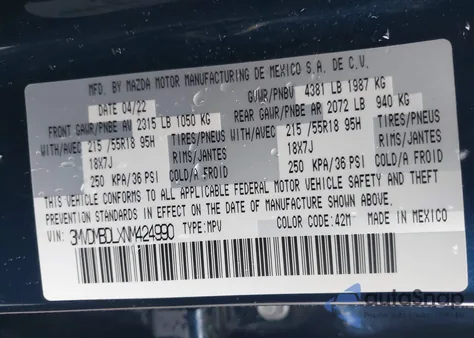 MFD. BY MAZDA MOTOR MANUFACTURING DE MEXICO S.A. DE C.V.
DATE 04/22 GVWR/PNBV 4381 LB 1987 KG
FRONT GAWR/PNBE AV 2315 LB 1050 KG REAR GAWR/PNBE AR 2072 LB 940 KG
WITH/AVEC 215 /55R18 95H TIRES/PNEUS WITH/AVEC 215 /55R18 95H TIRES/PNEUS
18X7J RIMS/JANTES 18X7J RIMS/JANTES
250 KPA/36 PSI COLD/A FROID 250 KPA/36 PSI COLD/A FROID
THIS VEHICLE CONFORMS TO ALL APPLICABLE FEDERAL MOTOR VEHICLE SAFETY AND THEFT
PREVENTION STANDARDS IN EFFECT ON THE DATE OF MANUFACTURE SHOWN ABOVE.
VIN: 3MVDMBDLXNM424990 TYPE: MPV COLOR CODE: 42M MADE IN MEXICO
autoSnap